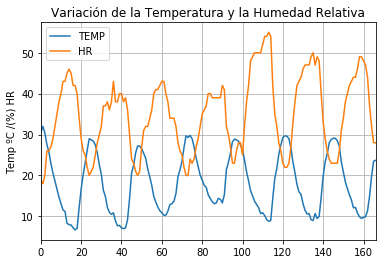 Variación de la Temperatura y la Humedad Relativa
TEMP
HR
Temp ºC /(%) HR
50
40
30
20
10
0 20 40 60 80 100 120 140 160